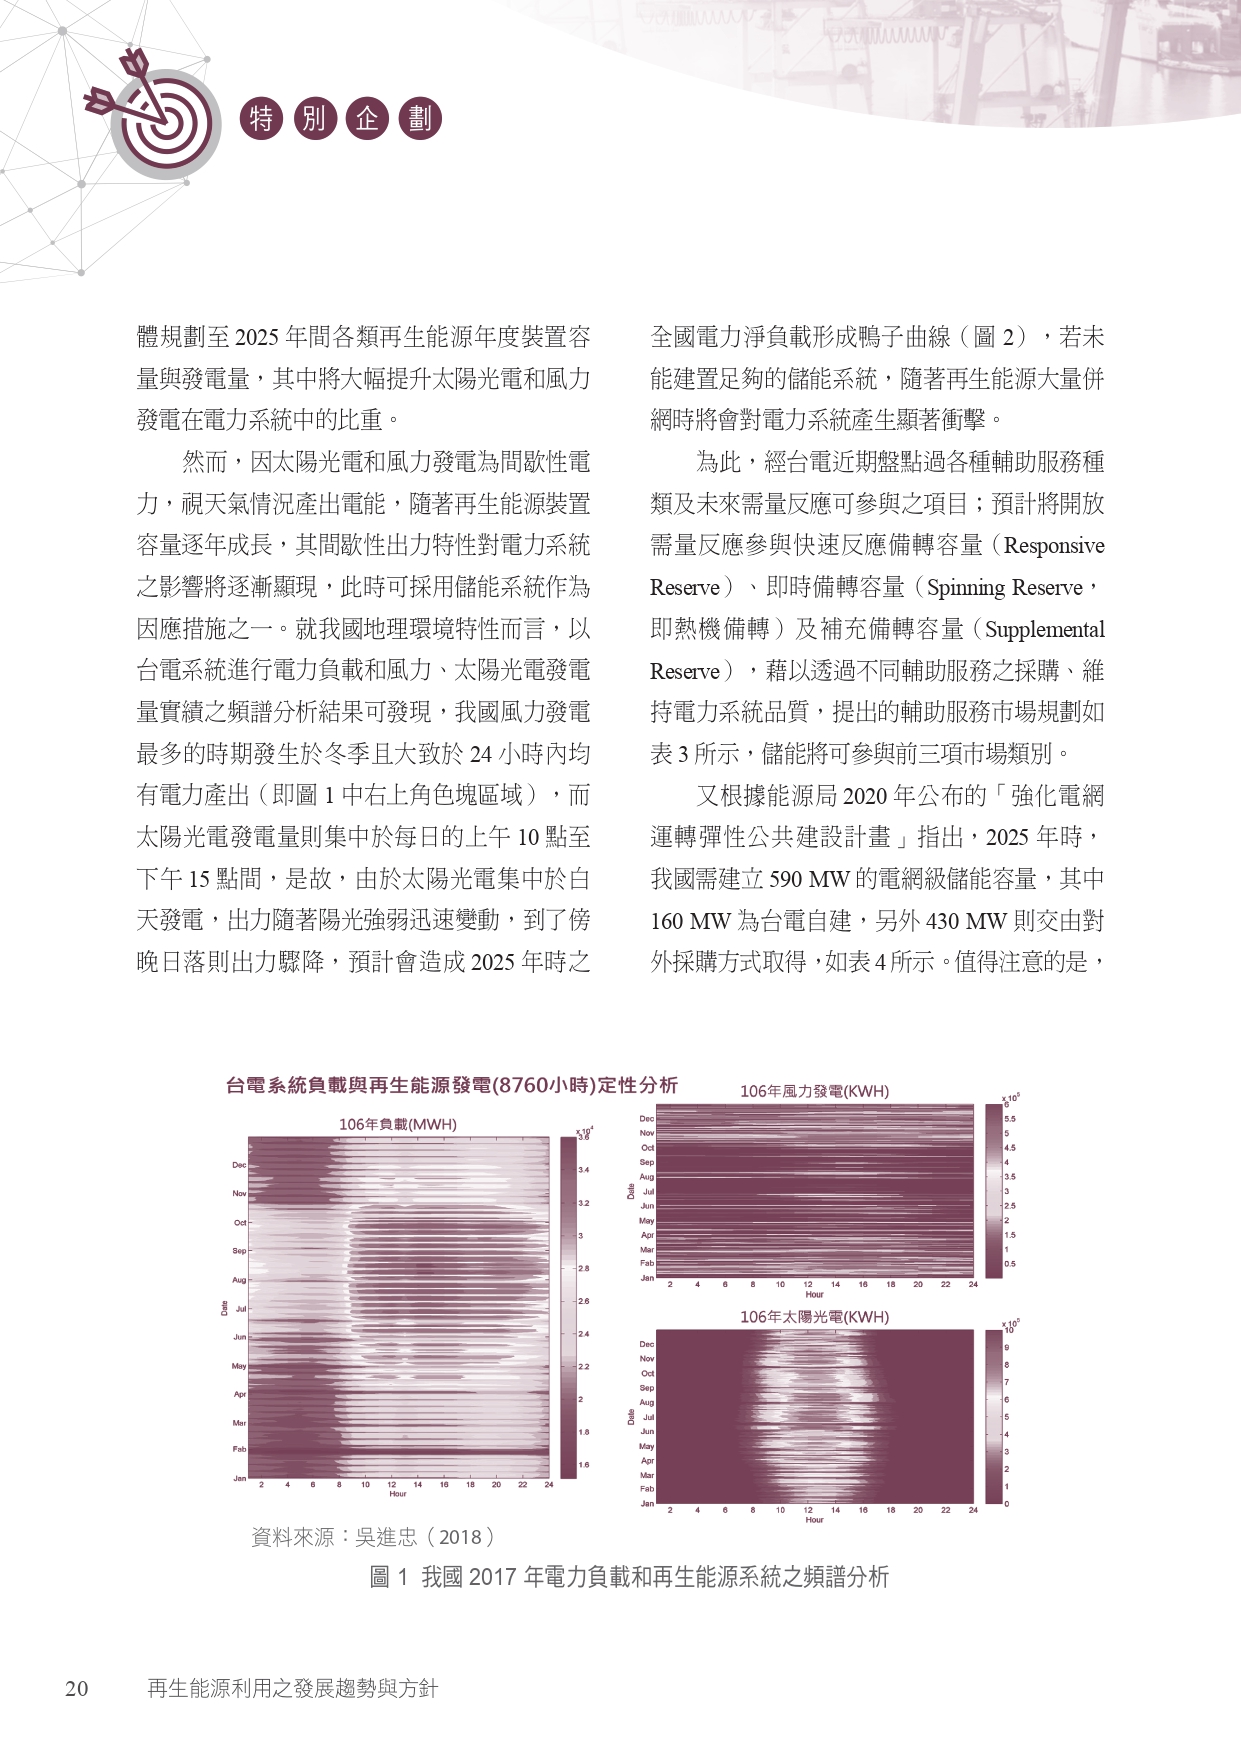 特別企劃
體規劃至 2025 年間各類再生能源年度裝置容
量與發電量，其中將大幅提升太陽光電和風力
發電在電力系統中的比重。
然而，因太陽光電和風力發電為間歇性電
力，視天氣情況產出電能，隨著再生能源裝置
容量逐年成長，其間歇性出力特性對電力系統
之影響將逐漸顯現，此時可採用儲能系統作為
因應措施之一。就我國地理環境特性而言，以
台電系統進行電力負載和風力、太陽光電發電
量實績之頻譜分析結果可發現，我國風力發電
最多的時期發生於冬季且大致於 24 小時內均
有電力產出（即圖 1 中右上角色塊區域），而
太陽光電發電量則集中於每日的上午 10 點至
下午 15 點間，是故，由於太陽光電集中於白
天發電，出力隨著陽光強弱迅速變動，到了傍
晚日落則出力驟降，預計會造成 2025 年時之
全國電力淨負載形成鴨子曲線（圖 2），若未
能建置足夠的儲能系統，隨著再生能源大量併
網時將會對電力系統產生顯著衝擊。
為此，經台電近期盤點過各種輔助服務種
類及未來需量反應可參與之項目；預計將開放
需量反應參與快速反應備轉容量（Responsive
Reserve）、即時備轉容量（Spinning Reserve，
即熱機備轉）及補充備轉容量（Supplemental
Reserve），藉以透過不同輔助服務之採購、維
持電力系統品質，提出的輔助服務市場規劃如
表 3 所示，儲能將可參與前三項市場類別。
又根據能源局 2020 年公布的「強化電網
運轉彈性公共建設計畫」指出，2025 年時，
我國需建立 590 MW 的電網級儲能容量，其中
160 MW 為台電自建，另外 430 MW 則交由對
外採購方式取得，如表 4 所示。值得注意的是，
台電系統負載與再生能源發電(8760小時)定性分析
106年負載(MWH)
x 10⁴
3.6
3.4
3.2
3
2.8
2.6
2.4
2.2
2
1.8
1.6
Dec
Nov
Oct
Sep
Aug
Jul
Jun
May
Apr
Mar
Fab
Jan
Date
2 4 6 8 10 12 14 16 18 20 22 24
Hour
106年風力發電(KWH)
x 10⁵
6
5.5
5
4.5
4
3.5
3
2.5
2
1.5
1
0.5
Dec
Nov
Oct
Sep
Aug
Jul
Jun
May
Apr
Mar
Fab
Jan
Date
2 4 6 8 10 12 14 16 18 20 22 24
Hour
106年太陽光電(KWH)
x 10⁵
10
9
8
7
6
5
4
3
2
1
0
Dec
Nov
Oct
Sep
Aug
Jul
Jun
May
Apr
Mar
Fab
Jan
Date
2 4 6 8 10 12 14 16 18 20 22 24
Hour
資料來源：吳進忠（2018）
圖 1 我國 2017 年電力負載和再生能源系統之頻譜分析
20 再生能源利用之發展趨勢與方針